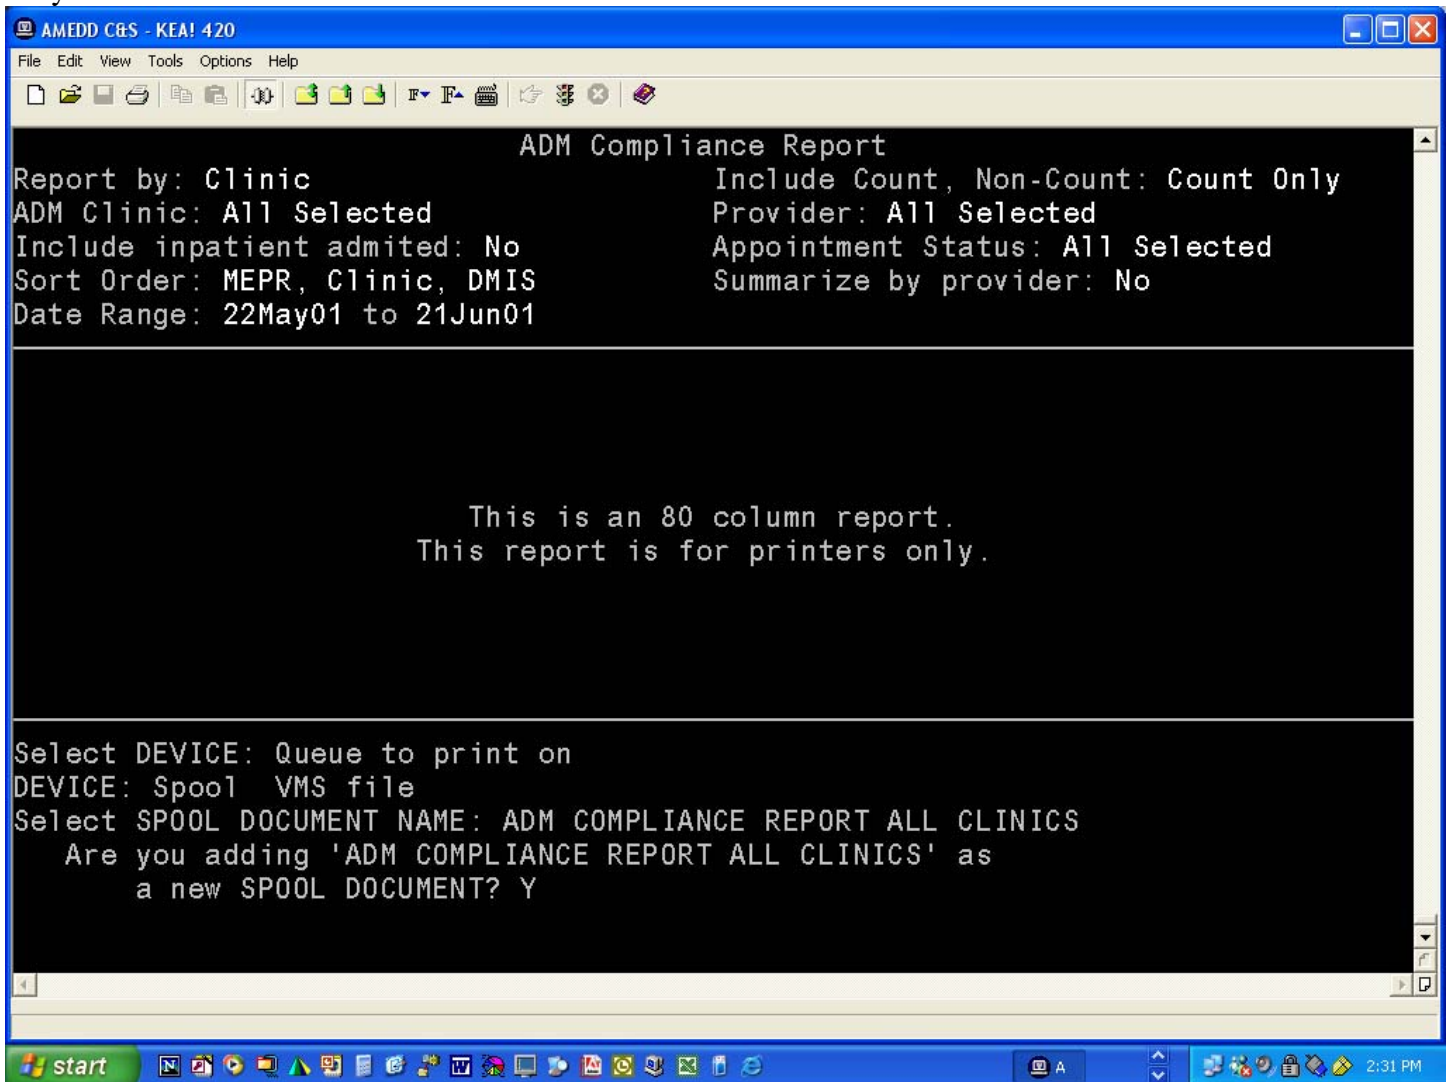 AMEDD C&S - KEA! 420
File Edit View Tools Options Help
ADM Compliance Report
Report by: Clinic Include Count, Non-Count: Count Only
ADM Clinic: All Selected Provider: All Selected
Include inpatient admited: No Appointment Status: All Selected
Sort Order: MEPR, Clinic, DMIS Summarize by provider: No
Date Range: 22May01 to 21Jun01
This is an 80 column report.
This report is for printers only.
Select DEVICE: Queue to print on
DEVICE: Spool VMS file
Select SPOOL DOCUMENT NAME: ADM COMPLIANCE REPORT ALL CLINICS
Are you adding 'ADM COMPLIANCE REPORT ALL CLINICS' as
a new SPOOL DOCUMENT? Y
start A 2:31 PM